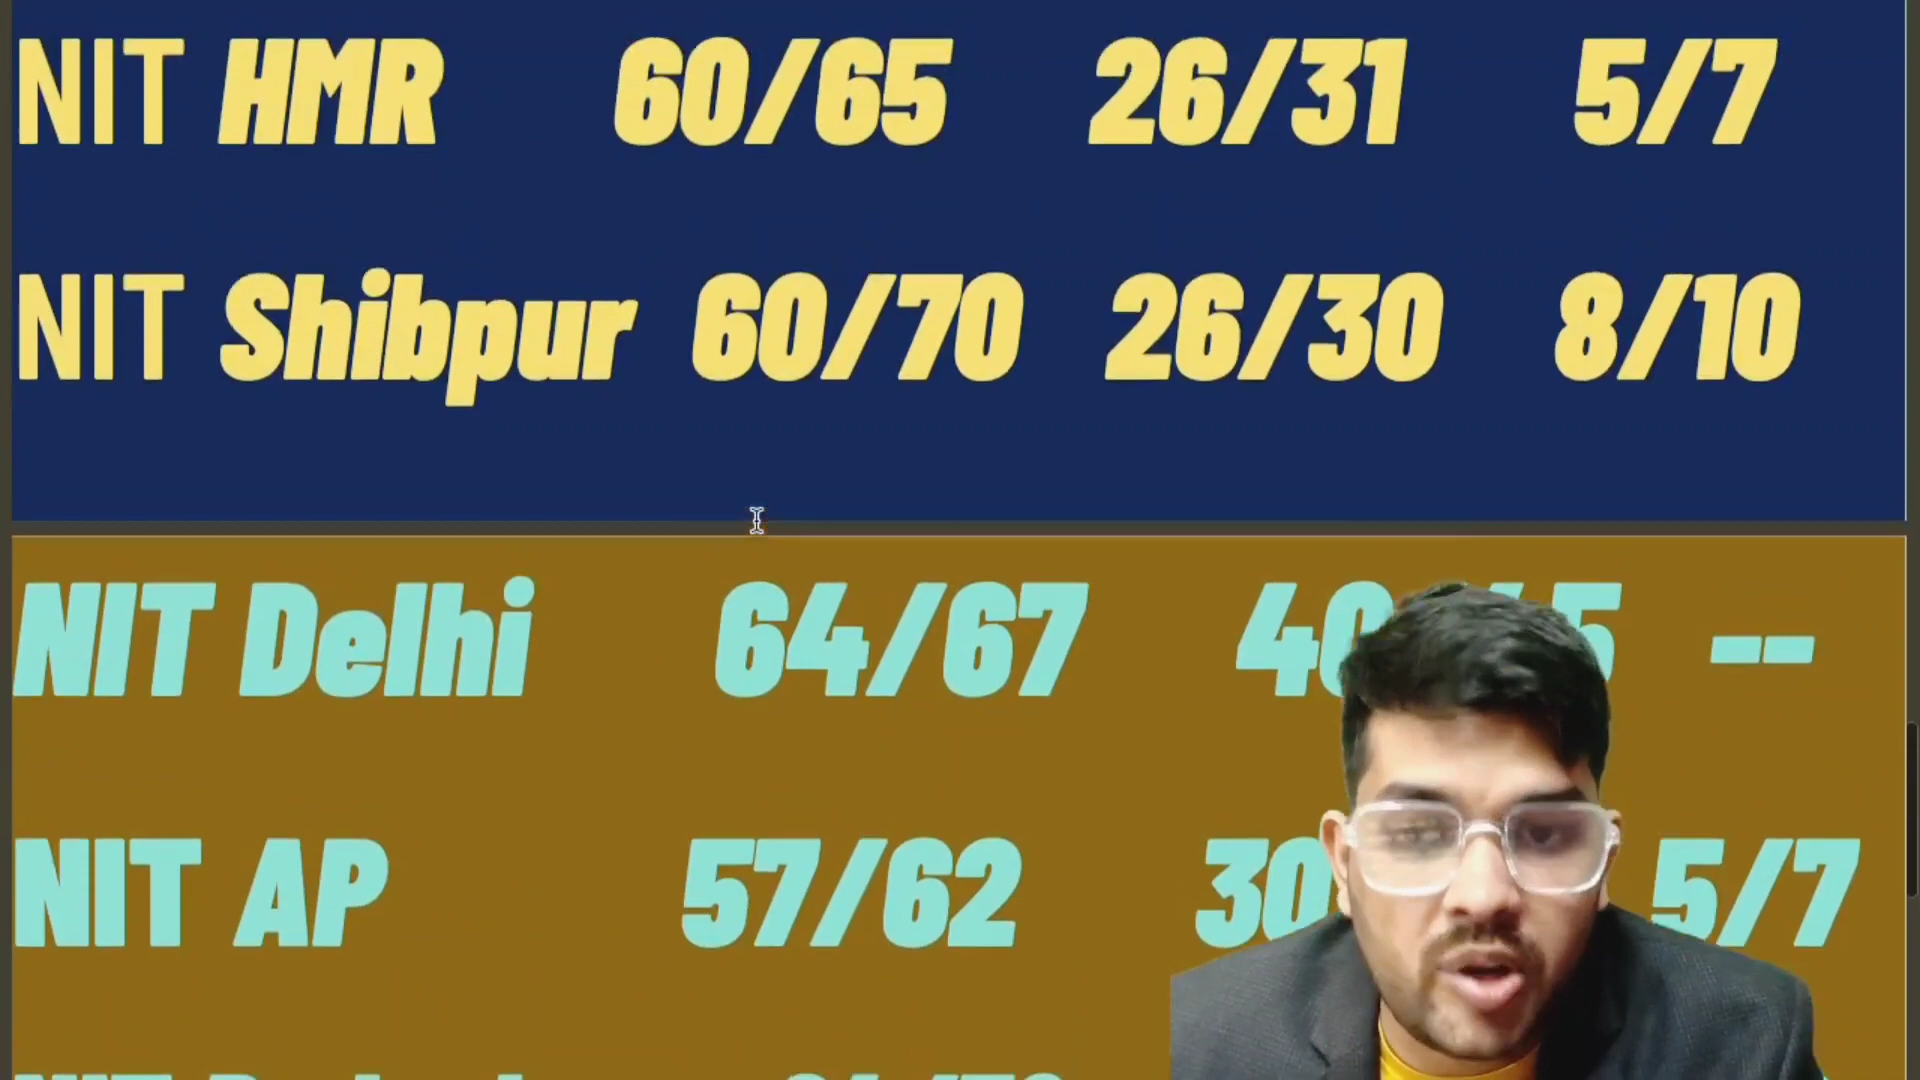 NIT HMR 60/65 26/31 5/7
NIT Shibpur 60/70 26/30 8/10
NIT Delhi 64/67 --
NIT AP 57/62 5/7
NIT